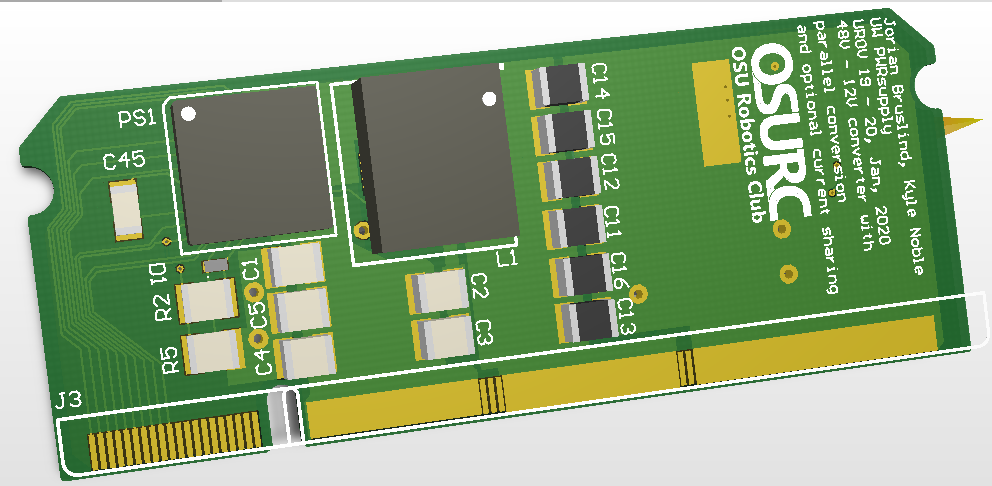 PS1
C45
D1
R2
R5
C1
C5
C4
J3
L1
C2
C3
C14
C15
C12
C11
C16
C13
OSURC
OSU Robotics Club
Jorian Bruslind, Kyle Noble
UW PWRsupply
UROV 19 - 20, Jan, 2020
48V - 12V converter with
parallel conversion
and optional current sharing